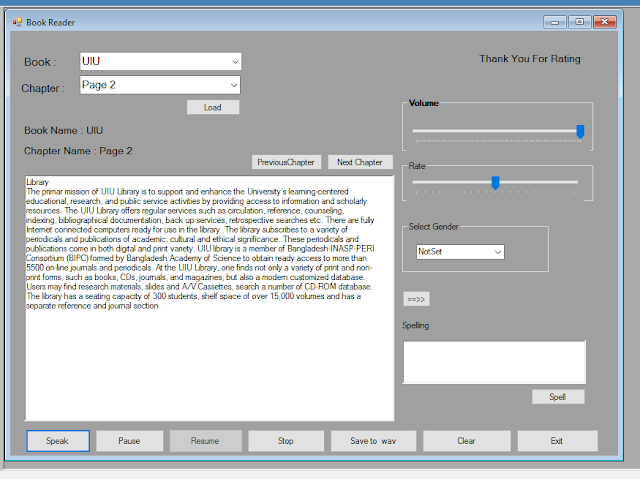 Book Reader
Book :
UIU
Thank You For Rating
Chapter :
Page 2
Load
Volume
Book Name : UIU
Chapter Name : Page 2
PreviousChapter
Next Chapter
Rate
Library
The primary mission of UIU Library is to support and enhance the University's learning-centered
educational, research, and public service activities by providing access to information and scholarly
resources. The UIU Library offers regular services such as circulation, reference, counseling,
indexing, bibliographical documentation, back up services, retrospective searches etc. There are fully
Internet connected computers ready for use in the library .The library subscribes to a variety of
periodicals and publications of academic, cultural and ethical significance. These periodicals and
publications come in both digital and print variety. UIU library is a member of Bangladesh-INASP-PERI
Consortium (BIPC) formed by Bangladesh Academy of Science to obtain ready access to more than
5500 on-line journals and periodicals. At the UIU Library, one finds not only a variety of print and non-
print forms, such as books, CDs, journals, and magazines, but also a modern customized database.
Users may find research materials, slides and A/V Cassettes, search a number of CD-ROM database.
The library has a seating capacity of 300 students, shelf space of over 15,000 volumes and has a
separate reference and journal section.
Select Gender
NotSet
==>>
Spelling
Spell
Speak
Pause
Resume
Stop
Save to wav
Clear
Exit